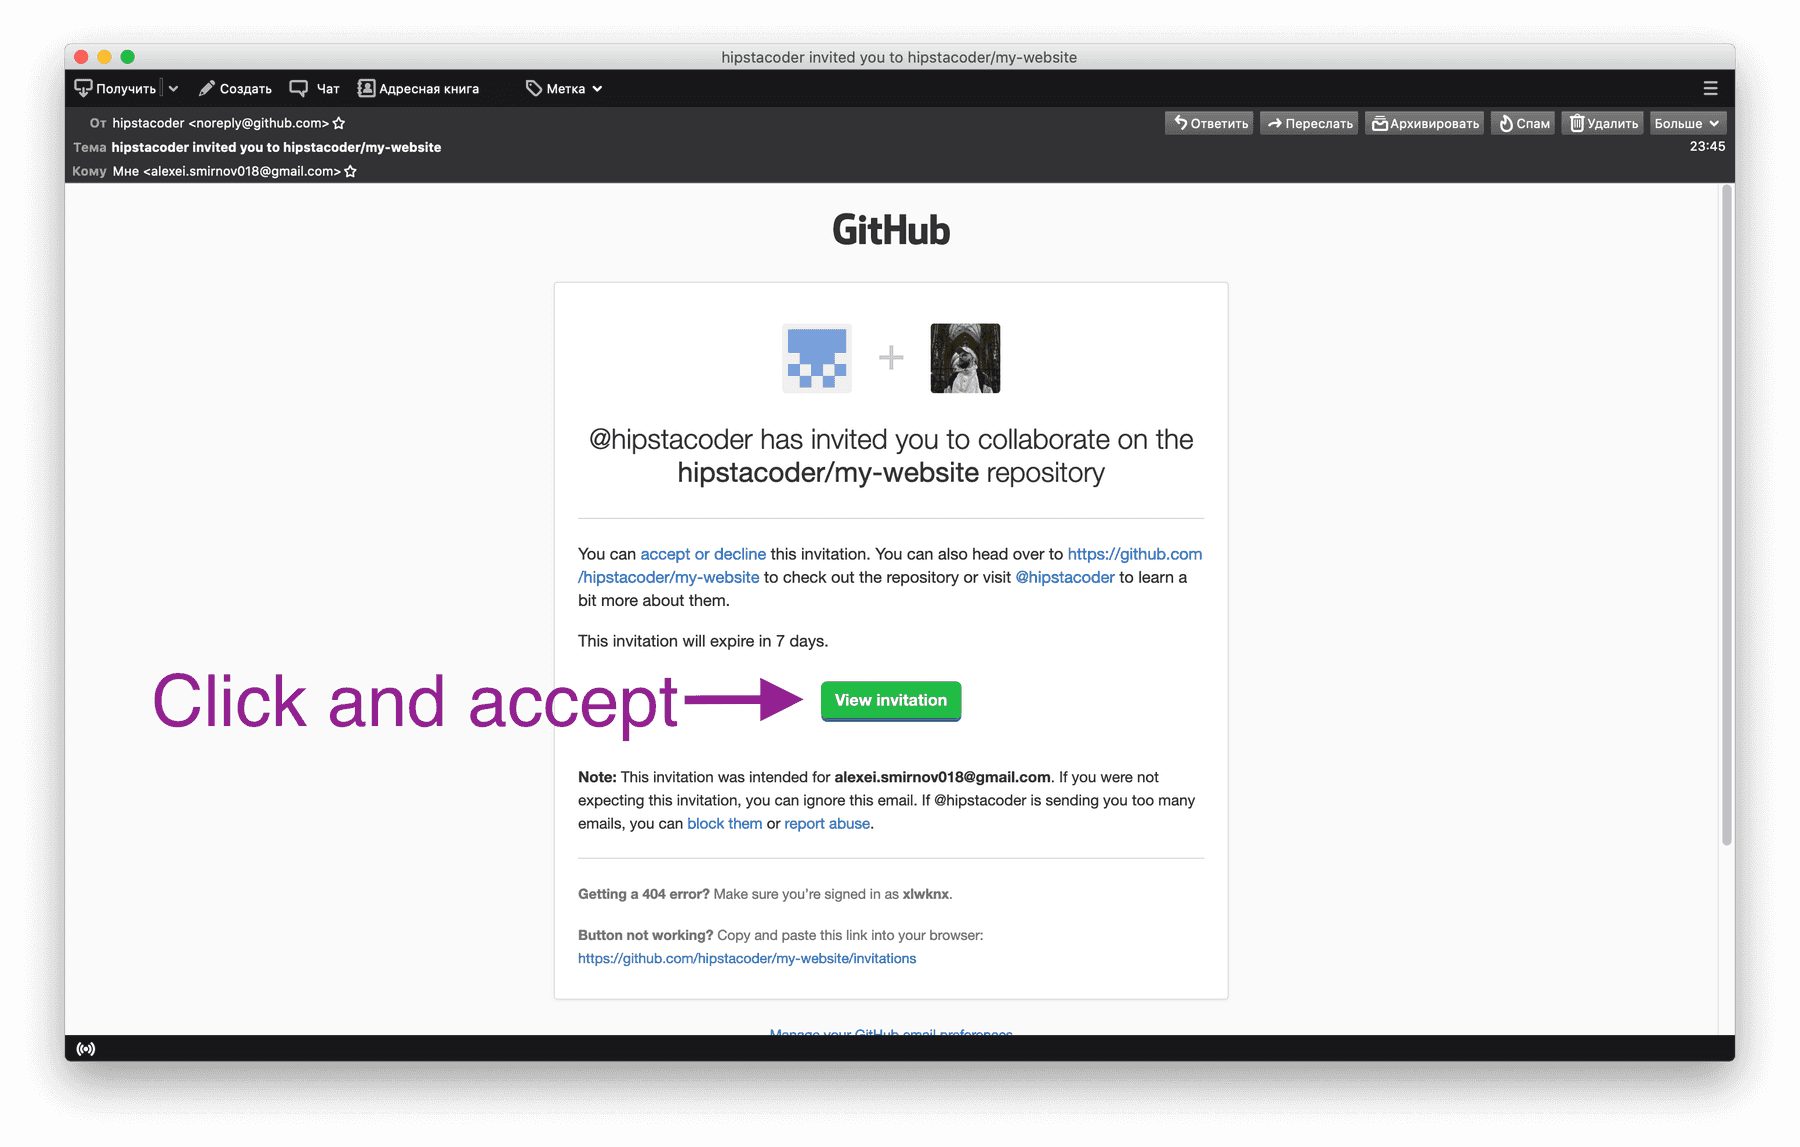 hipstacoder invited you to hipstacoder/my-website
Получить Создать Чат Адресная книга Метка
От hipstacoder <noreply@github.com> Ответить Переслать Архивировать Спам Удалить Больше
Тема hipstacoder invited you to hipstacoder/my-website 23:45
Кому Мне <alexei.smirnov018@gmail.com>
GitHub
@hipstacoder has invited you to collaborate on the
hipstacoder/my-website repository
You can accept or decline this invitation. You can also head over to https://github.com
/hipstacoder/my-website to check out the repository or visit @hipstacoder to learn a
bit more about them.
This invitation will expire in 7 days.
Click and accept View invitation
Note: This invitation was intended for alexei.smirnov018@gmail.com. If you were not
expecting this invitation, you can ignore this email. If @hipstacoder is sending you too many
emails, you can block them or report abuse.
Getting a 404 error? Make sure you're signed in as xlwknx.
Button not working? Copy and paste this link into your browser:
https://github.com/hipstacoder/my-website/invitations
Manage your GitHub email preferences